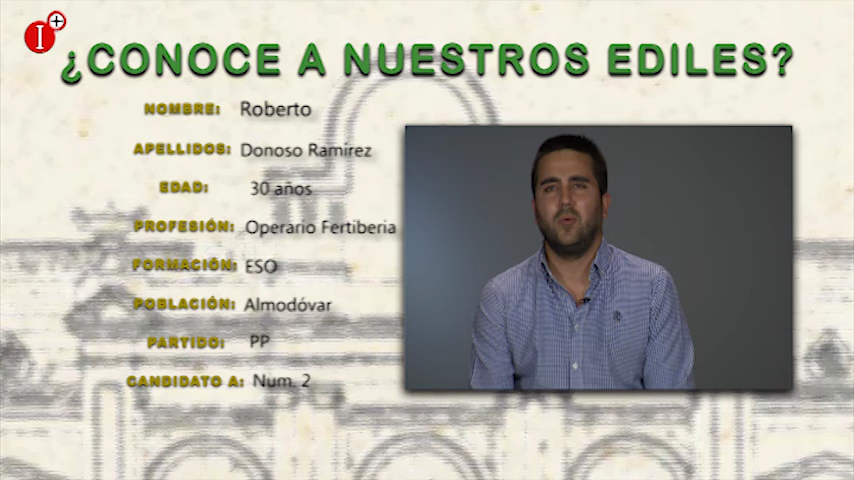 I+
¿CONOCE A NUESTROS EDILES?
NOMBRE: Roberto
APELLIDOS: Donoso Ramírez
EDAD: 30 años
PROFESIÓN: Operario Fertiberia
FORMACIÓN: ESO
POBLACIÓN: Almodóvar
PARTIDO: PP
CANDIDATO A: Num. 2